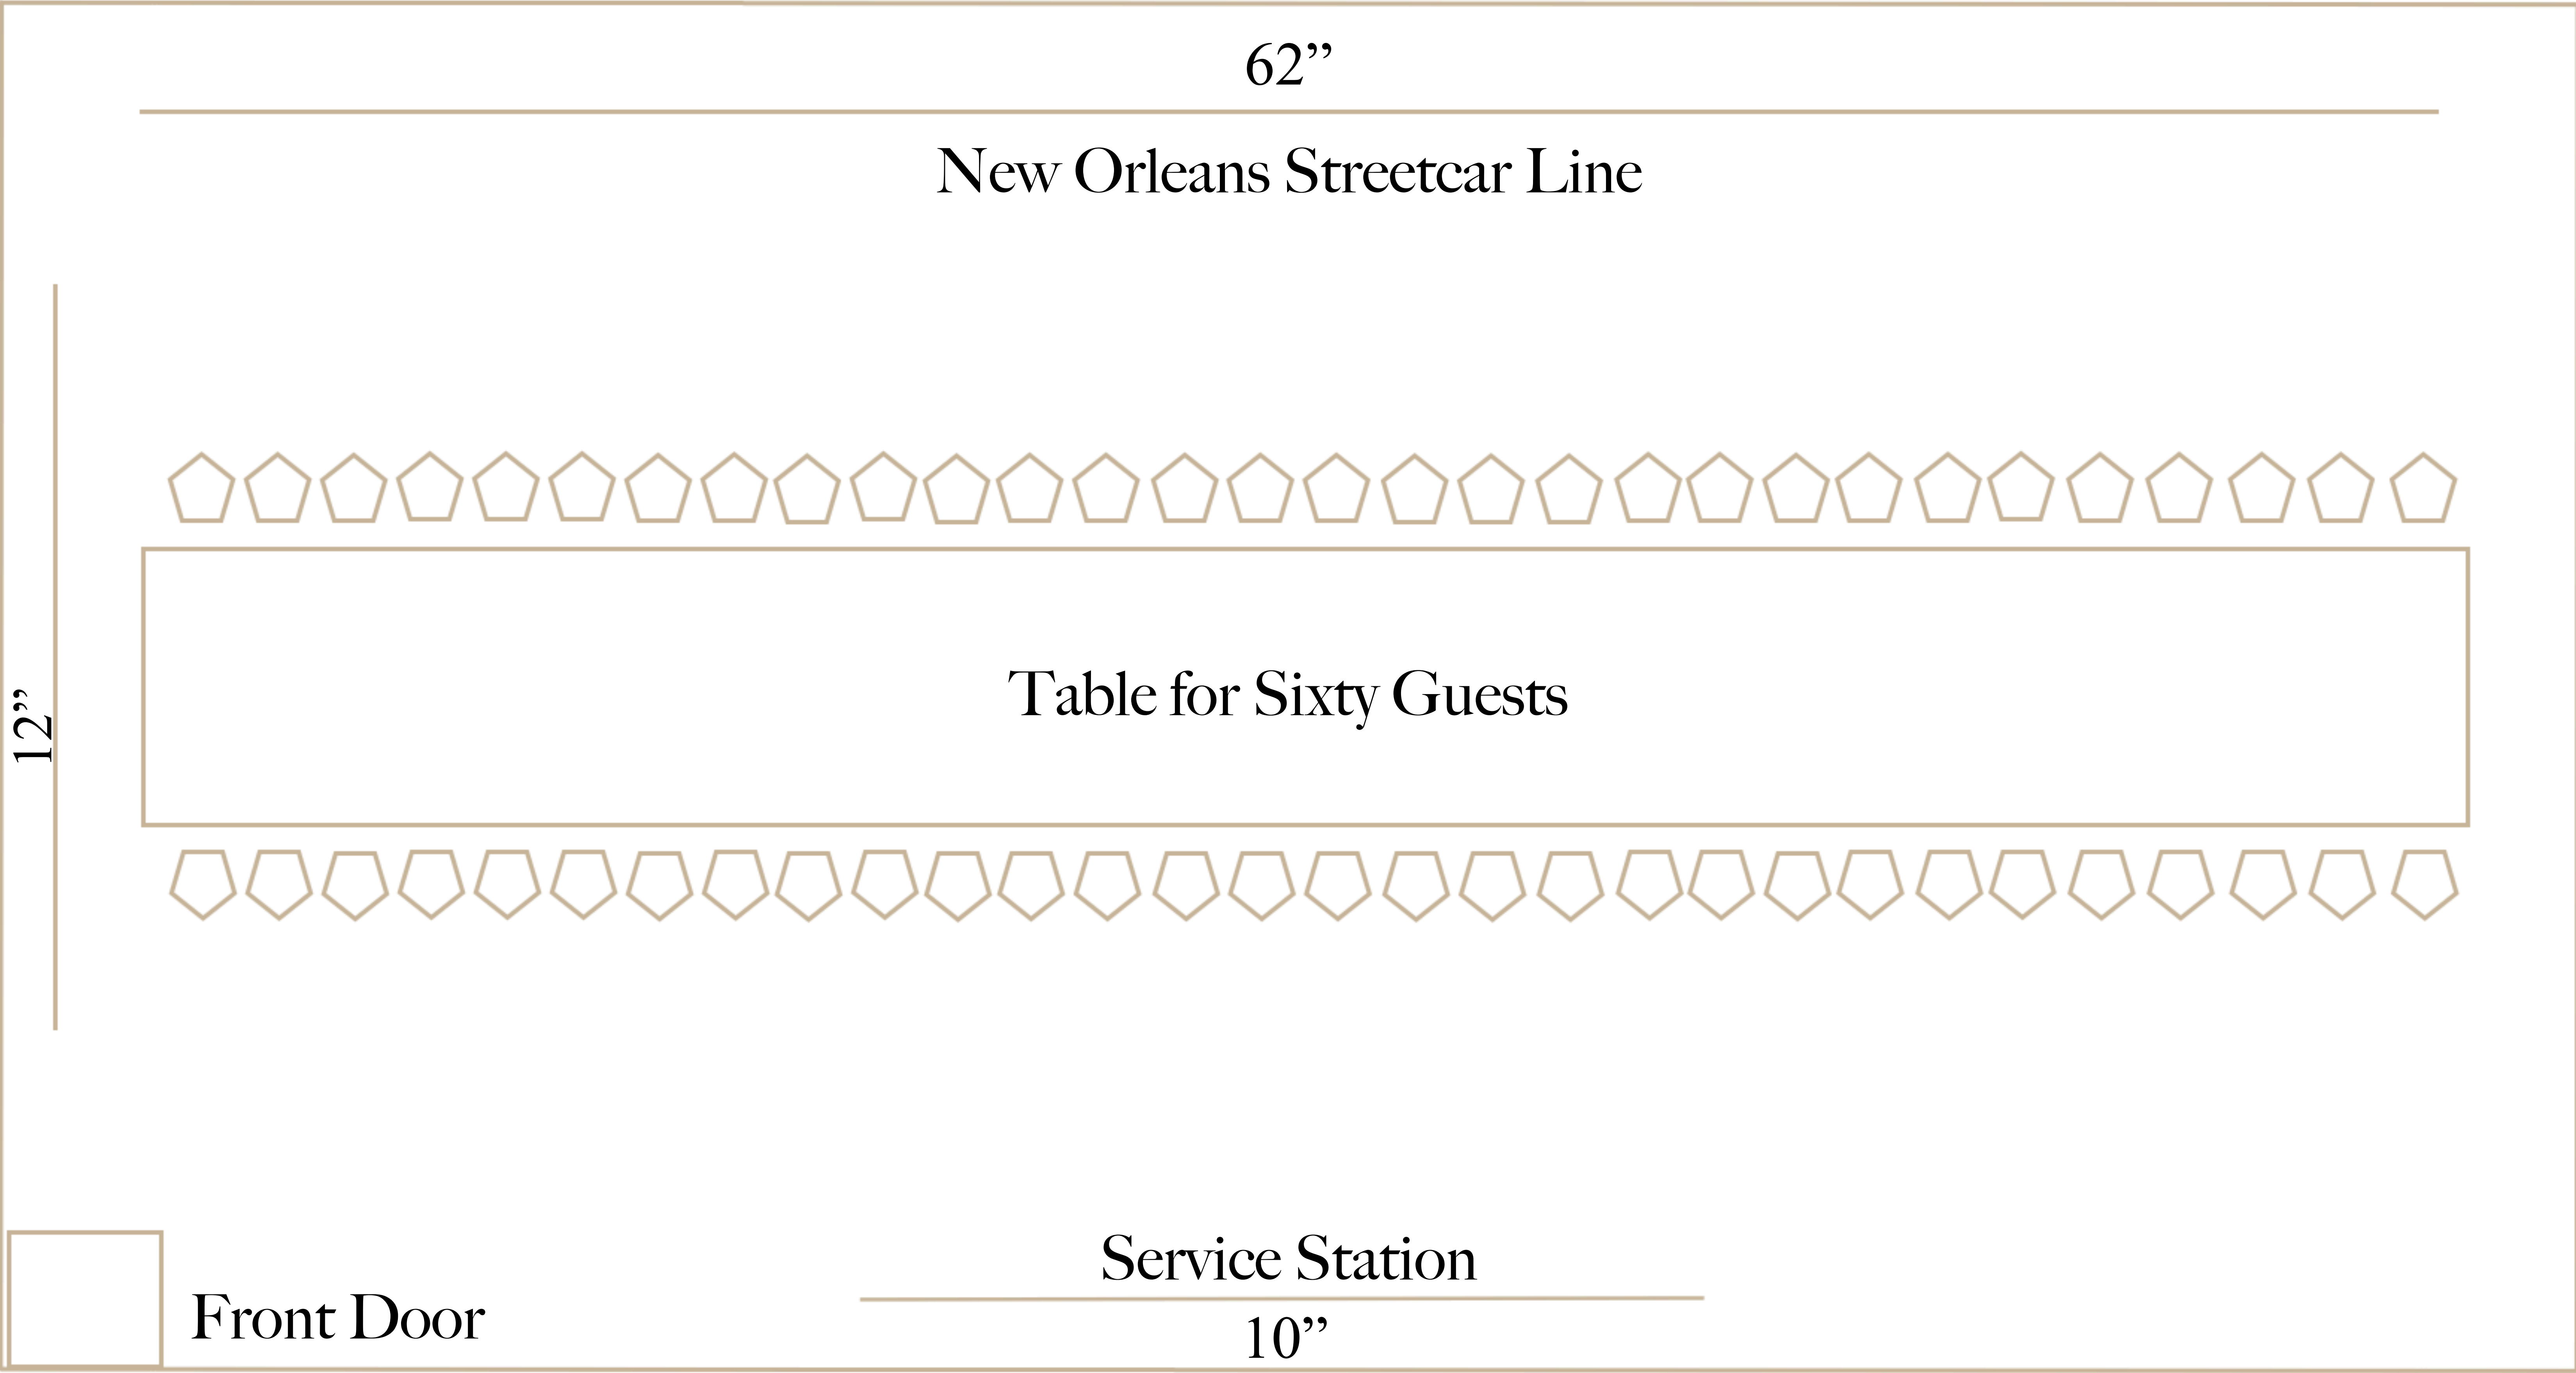 62”
New Orleans Streetcar Line
12”
Table for Sixty Guests
Service Station
Front Door
10”